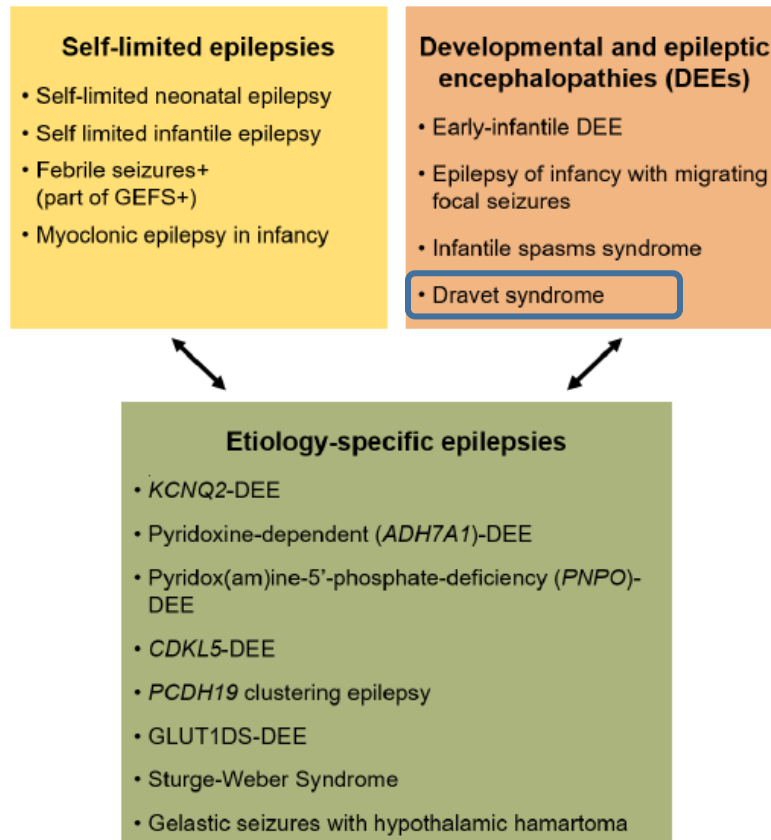 Self-limited epilepsies
• Self-limited neonatal epilepsy
• Self limited infantile epilepsy
• Febrile seizures+
(part of GEFS+)
• Myoclonic epilepsy in infancy
Developmental and epileptic
encephalopathies (DEEs)
• Early-infantile DEE
• Epilepsy of infancy with migrating
focal seizures
• Infantile spasms syndrome
• Dravet syndrome
Etiology-specific epilepsies
• KCNQ2-DEE
• Pyridoxine-dependent (ADH7A1)-DEE
• Pyridox(am)ine-5'-phosphate-deficiency (PNPO)-
DEE
• CDKL5-DEE
• PCDH19 clustering epilepsy
• GLUT1DS-DEE
• Sturge-Weber Syndrome
• Gelastic seizures with hypothalamic hamartoma